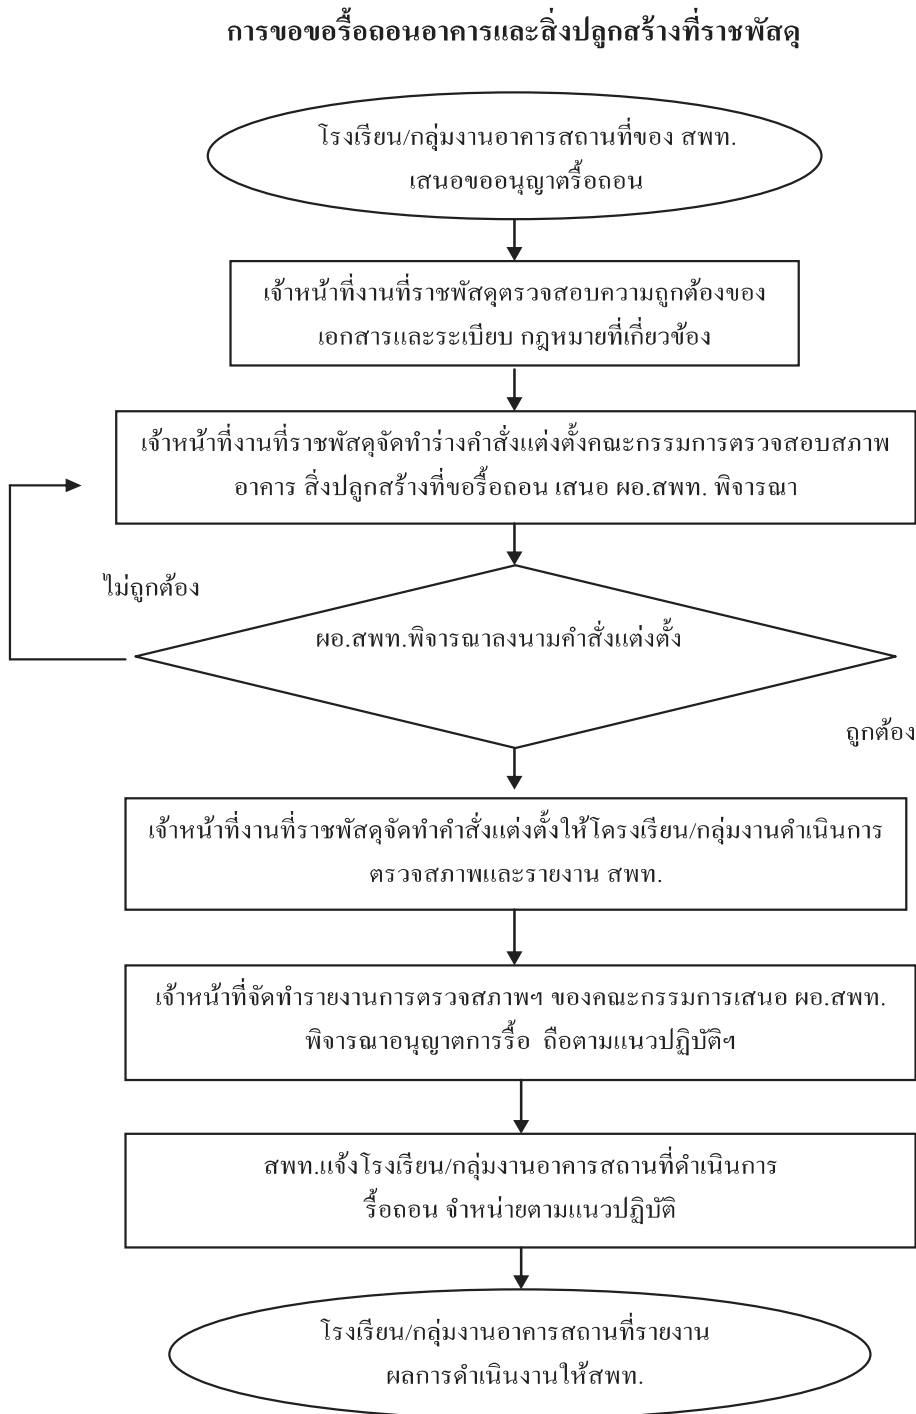 การขอขอรื้อถอนอาคารและสิ่งปลูกสร้างที่ราชพัสดุ
โรงเรียน/กลุ่มงานอาคารสถานที่ของ สพท.
เสนอขออนุญาตรื้อถอน
เจ้าหน้าที่งานที่ราชพัสดุตรวจสอบความถูกต้องของ
เอกสารและระเบียบ กฎหมายที่เกี่ยวข้อง
เจ้าหน้าที่งานที่ราชพัสดุจัดทำร่างคำสั่งแต่งตั้งคณะกรรมการตรวจสอบสภาพ
อาคาร สิ่งปลูกสร้างที่ขอรื้อถอน เสนอ ผอ.สพท. พิจารณา
ไม่ถูกต้อง
ผอ.สพท.พิจารณาลงนามคำสั่งแต่งตั้ง
ถูกต้อง
เจ้าหน้าที่งานที่ราชพัสดุจัดทำคำสั่งแต่งตั้งให้โดรงเรียน/กลุ่มงานดำเนินการ
ตรวจสภาพและรายงาน สพท.
เจ้าหน้าที่จัดทำรายงานการตรวจสภาพฯ ของคณะกรรมการเสนอ ผอ.สพท.
พิจารณาอนุญาตการรื้อ ถือตามแนวปฏิบัติฯ
สพท.แจ้งโรงเรียน/กลุ่มงานอาคารสถานที่ดำเนินการ
รื้อถอน จำหน่ายตามแนวปฏิบัติ
โรงเรียน/กลุ่มงานอาคารสถานที่รายงาน
ผลการดำเนินงานให้สพท.